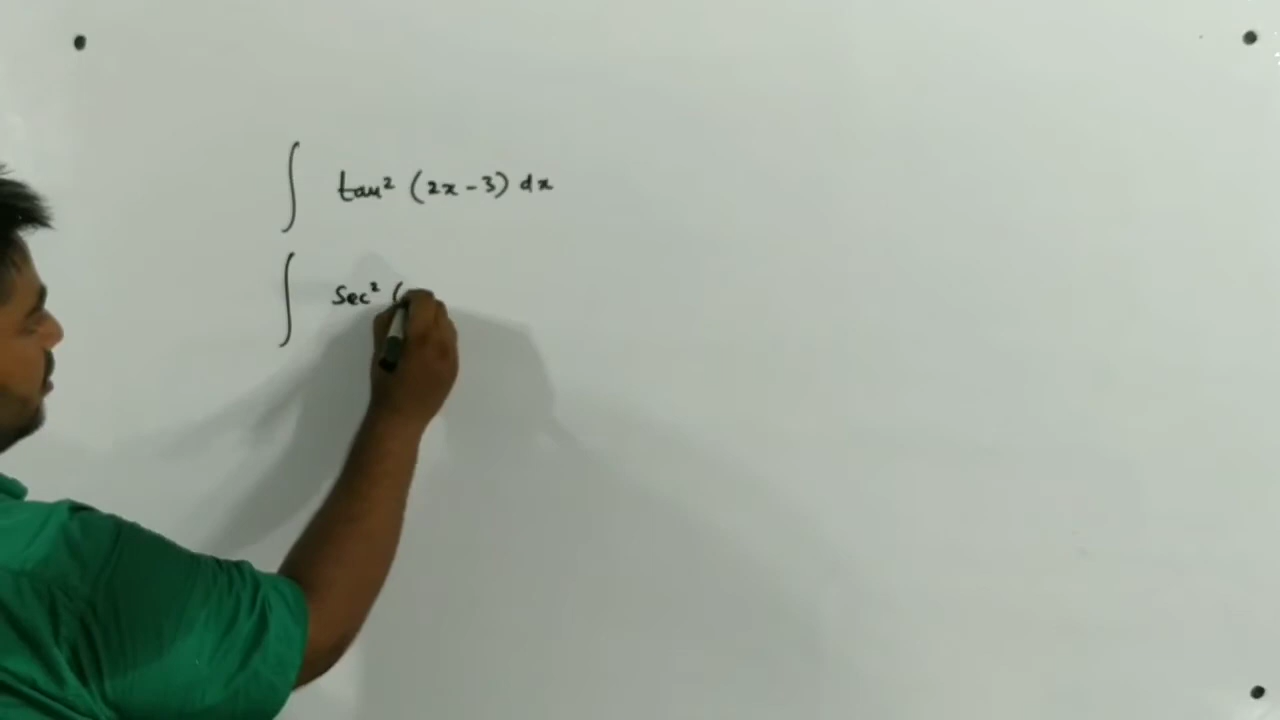 ∫ tan² (2x - 3) dx
∫ Sec² (